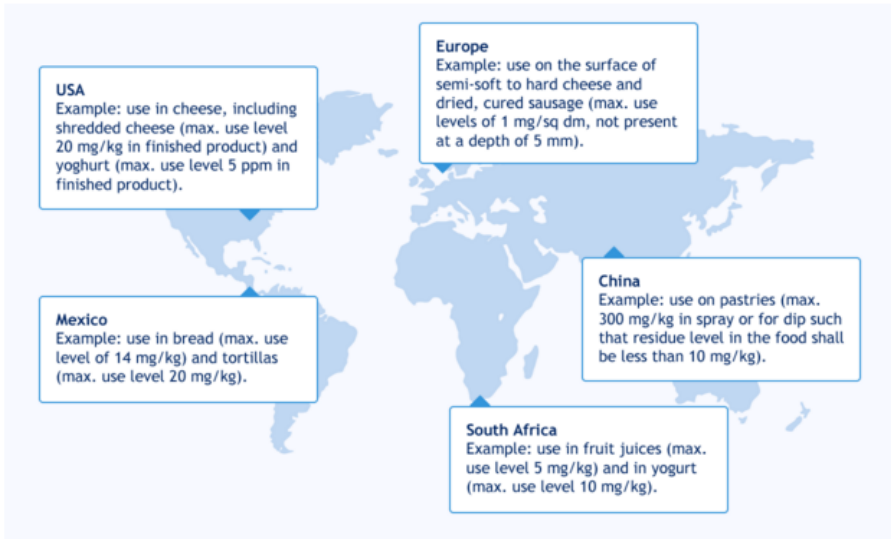 Europe
Example: use on the surface of
semi-soft to hard cheese and
dried, cured sausage (max. use
levels of 1 mg/sq dm, not present
at a depth of 5 mm).
USA
Example: use in cheese, including
shredded cheese (max. use level
20 mg/kg in finished product) and
yoghurt (max. use level 5 ppm in
finished product).
China
Example: use on pastries (max.
300 mg/kg in spray or for dip such
that residue level in the food shall
be less than 10 mg/kg).
Mexico
Example: use in bread (max. use
level of 14 mg/kg) and tortillas
(max. use level 20 mg/kg).
South Africa
Example: use in fruit juices (max.
use level 5 mg/kg) and in yogurt
(max. use level 10 mg/kg).